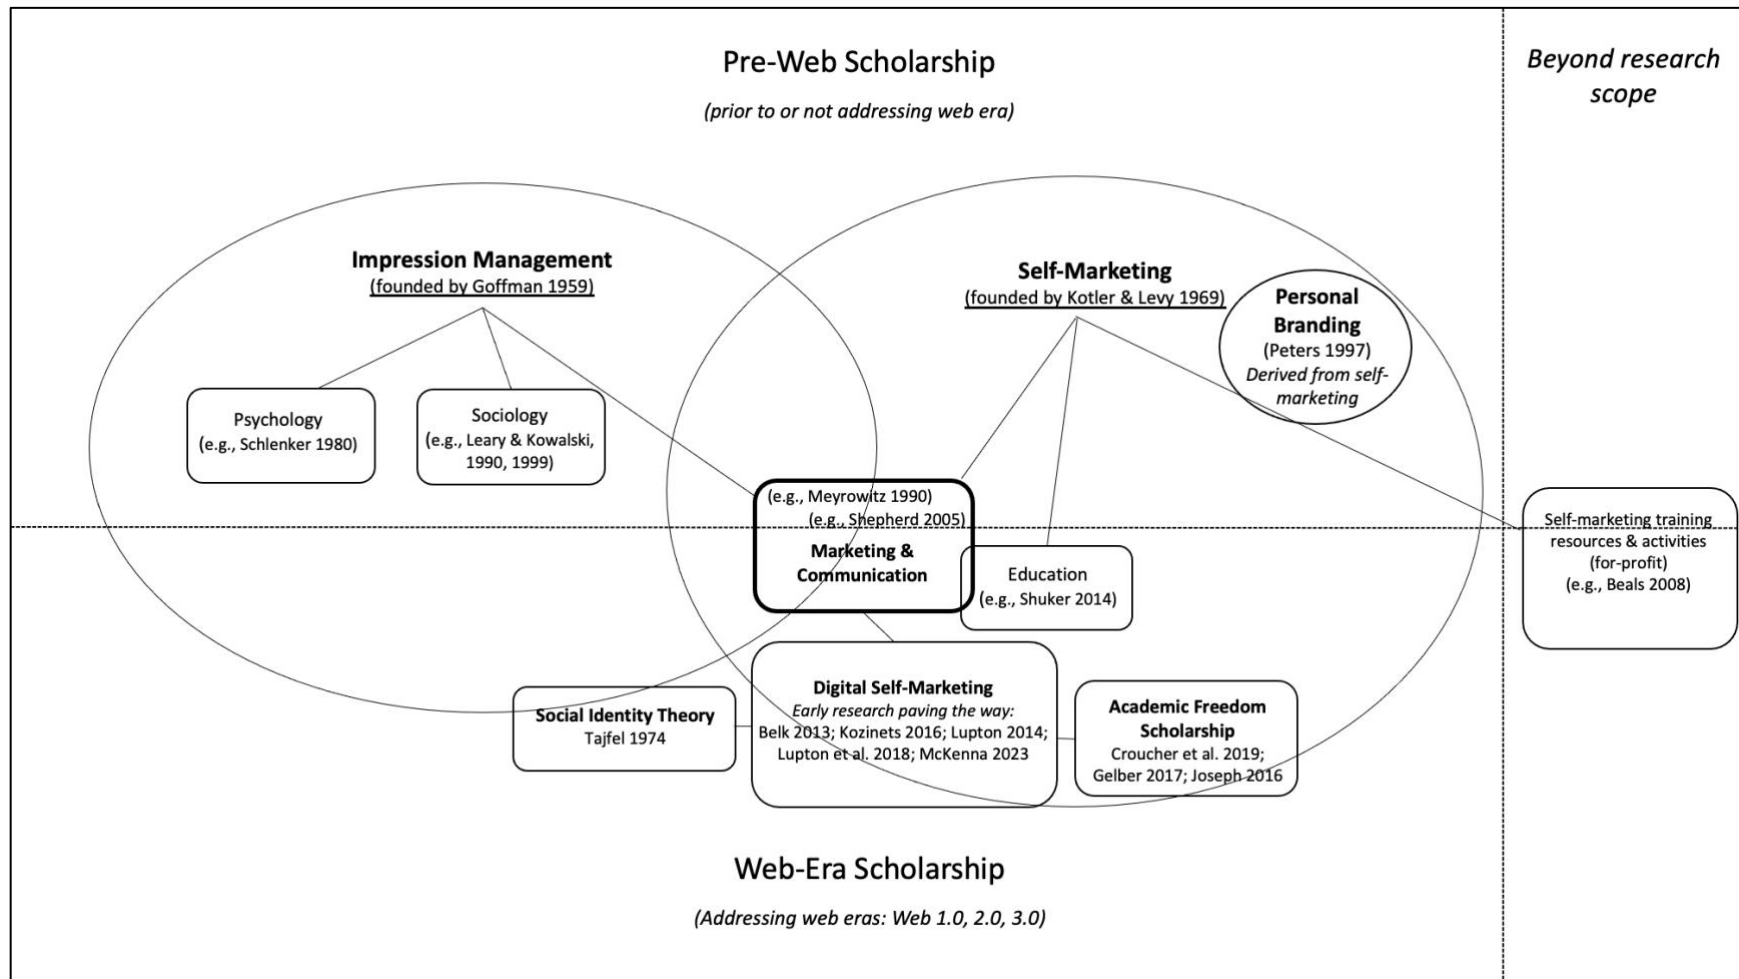 Pre-Web Scholarship
(prior to or not addressing web era)
Beyond research
scope
Impression Management
(founded by Goffman 1959)
Self-Marketing
(founded by Kotler & Levy 1969)
Personal
Branding
(Peters 1997)
Derived from self-
marketing
Psychology
(e.g., Schlenker 1980)
Sociology
(e.g., Leary & Kowalski,
1990, 1999)
(e.g., Meyrowitz 1990)
(e.g., Shepherd 2005)
Marketing &
Communication
Education
(e.g., Shuker 2014)
Self-marketing training
resources & activities
(for-profit)
(e.g., Beals 2008)
Social Identity Theory
Tajfel 1974
Digital Self-Marketing
Early research paving the way:
Belk 2013; Kozinets 2016; Lupton 2014;
Lupton et al. 2018; McKenna 2023
Academic Freedom
Scholarship
Croucher et al. 2019;
Gelber 2017; Joseph 2016
Web-Era Scholarship
(Addressing web eras: Web 1.0, 2.0, 3.0)